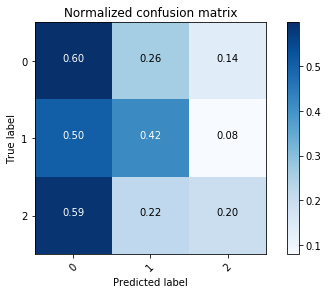 Normalized confusion matrix
True label
0
0.60 0.26 0.14
1
0.50 0.42 0.08
2
0.59 0.22 0.20
0 1 2
Predicted label
0.5
0.4
0.3
0.2
0.1